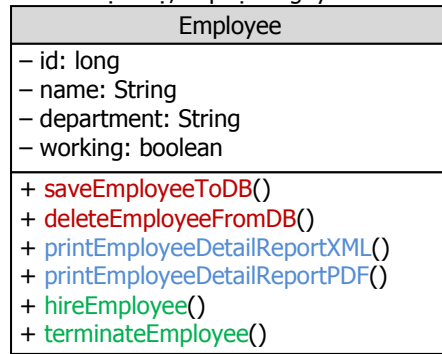 Employee
– id: long
– name: String
– department: String
– working: boolean
+ saveEmployeeToDB()
+ deleteEmployeeFromDB()
+ printEmployeeDetailReportXML()
+ printEmployeeDetailReportPDF()
+ hireEmployee()
+ terminateEmployee()